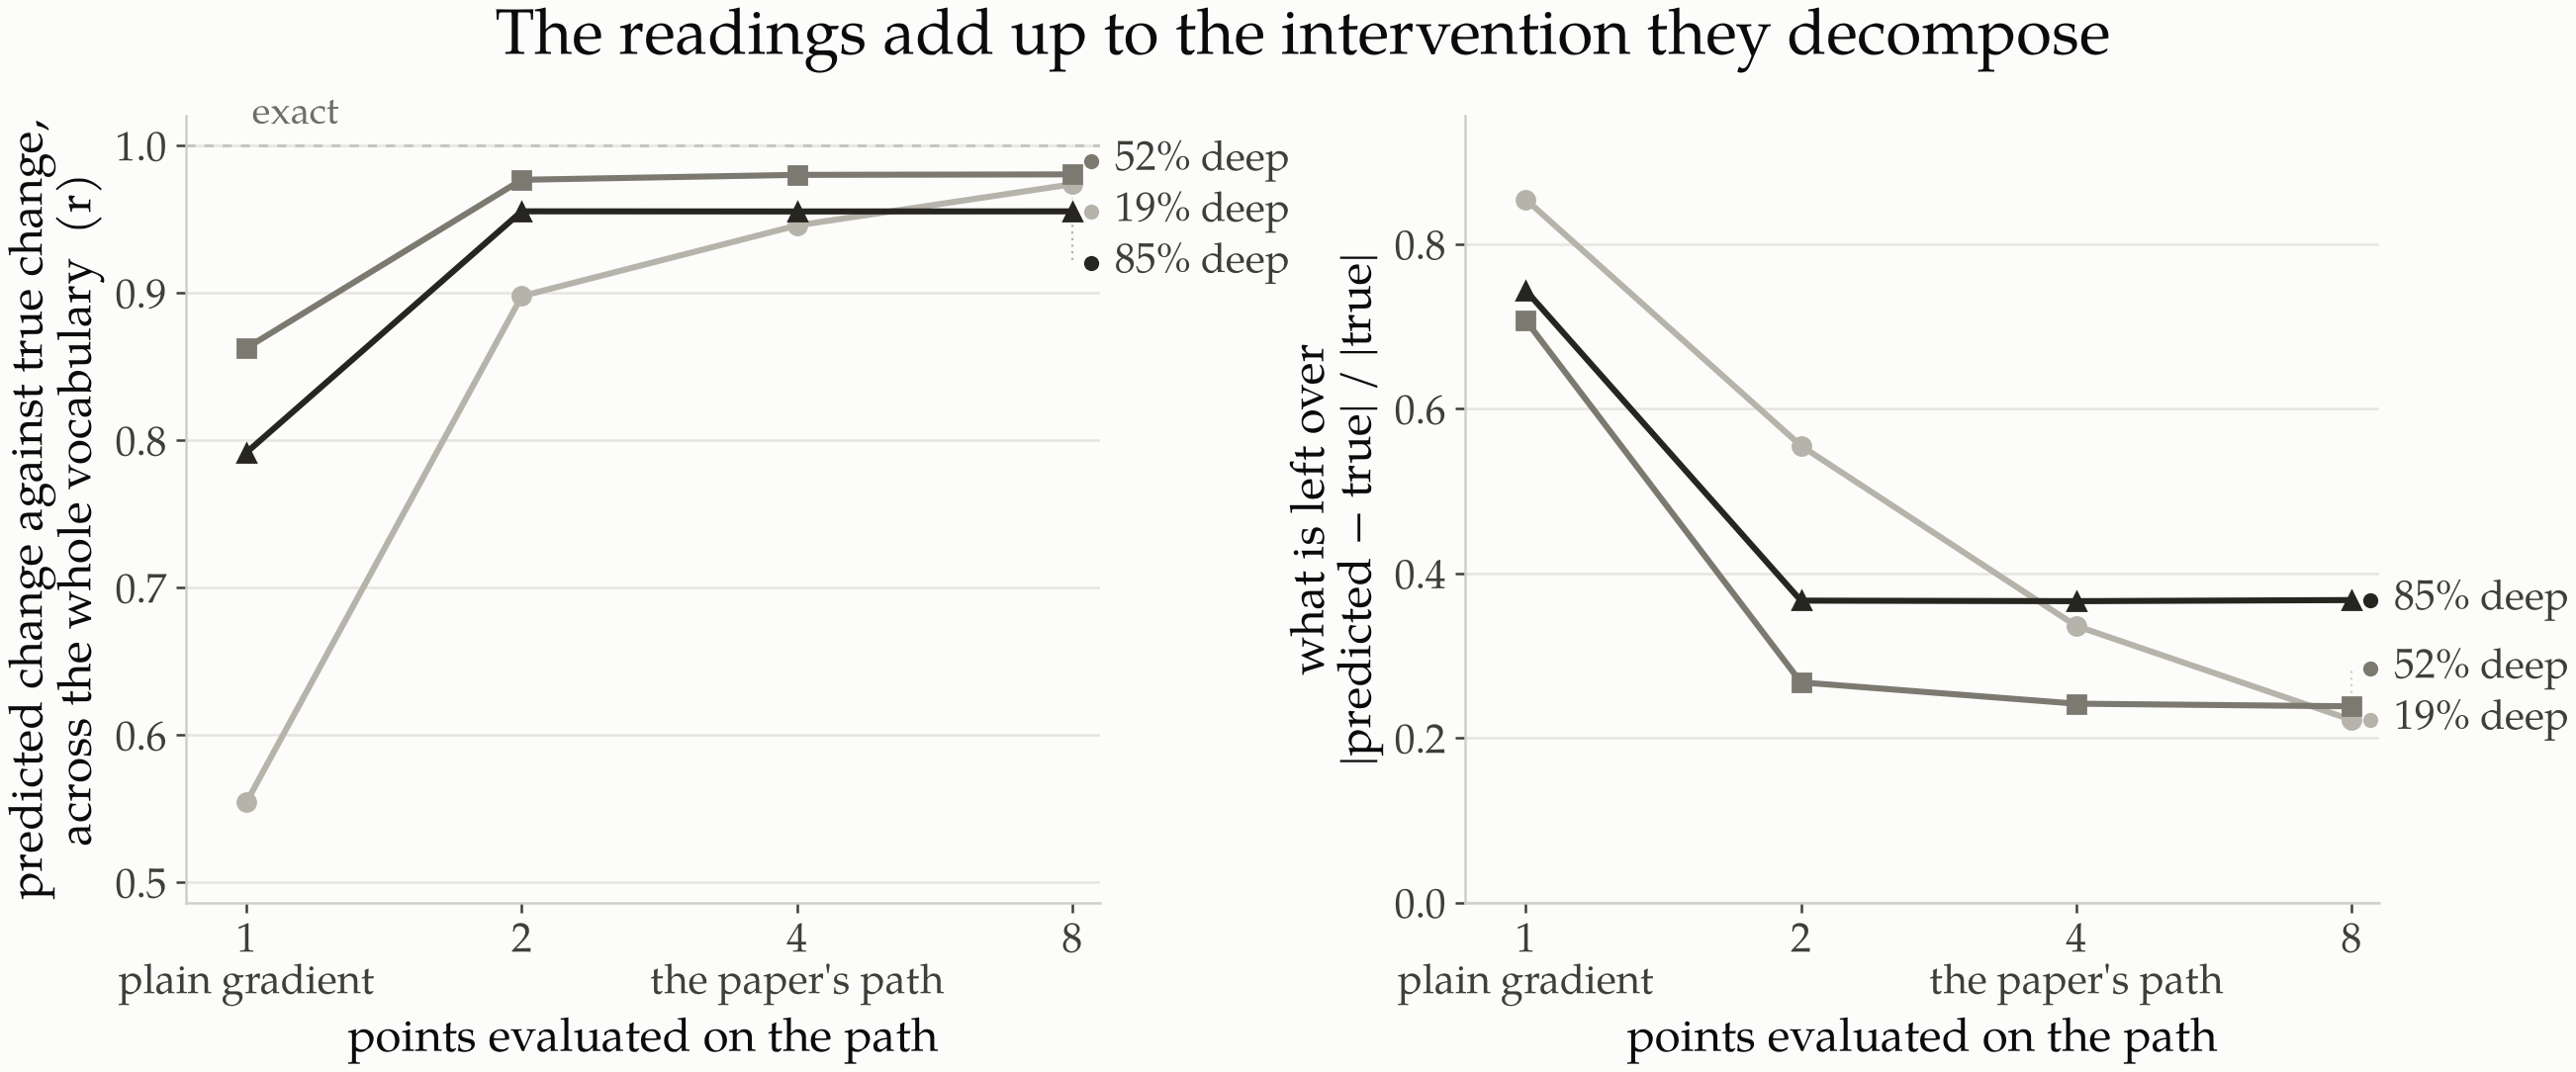 The readings add up to the intervention they decompose
predicted change against true change,
across the whole vocabulary (r)
exact
1.0
0.9
0.8
0.7
0.6
0.5
52% deep
19% deep
85% deep
1
2
4
8
plain gradient
the paper's path
points evaluated on the path
what is left over
|predicted – true| / |true|
0.8
0.6
0.4
0.2
0.0
85% deep
52% deep
19% deep
1
2
4
8
plain gradient
the paper's path
points evaluated on the path